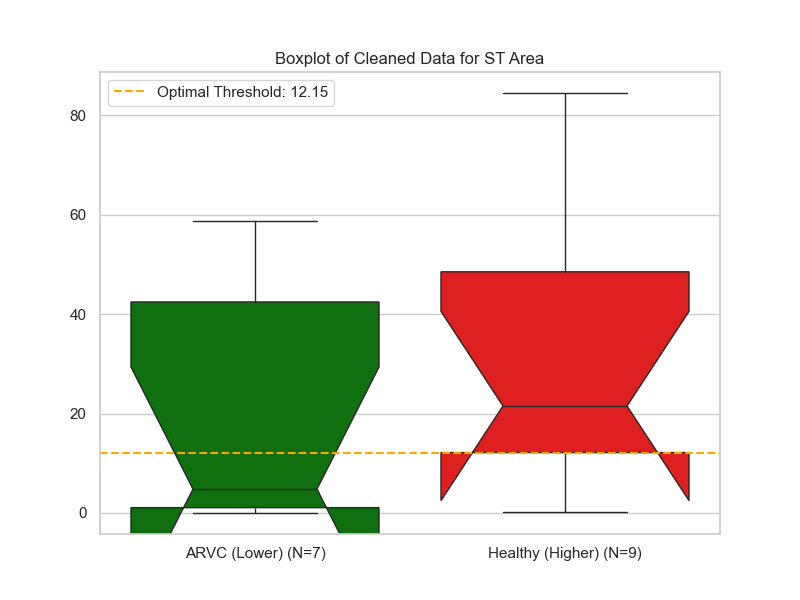 Boxplot of Cleaned Data for ST Area
Optimal Threshold: 12.15
80
60
40
20
0
ARVC (Lower) (N=7)
Healthy (Higher) (N=9)